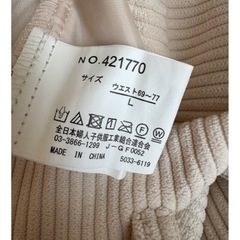 NO.421770
サイズ
ウエスト69～77
L
全日本婦人子供服工業組合連合会
03-3866-1299 J-GF0052
MADE IN CHINA 5033-6119